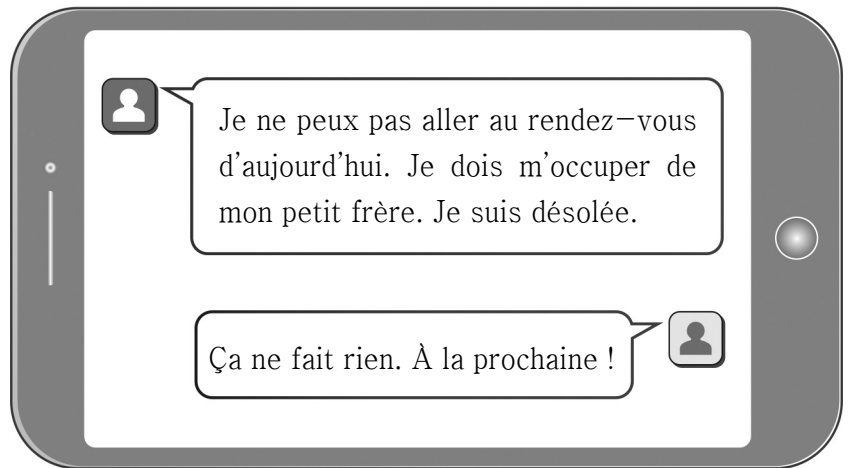 Je ne peux pas aller au rendez-vous
d'aujourd'hui. Je dois m'occuper de
mon petit frère. Je suis désolée.
Ça ne fait rien. À la prochaine !